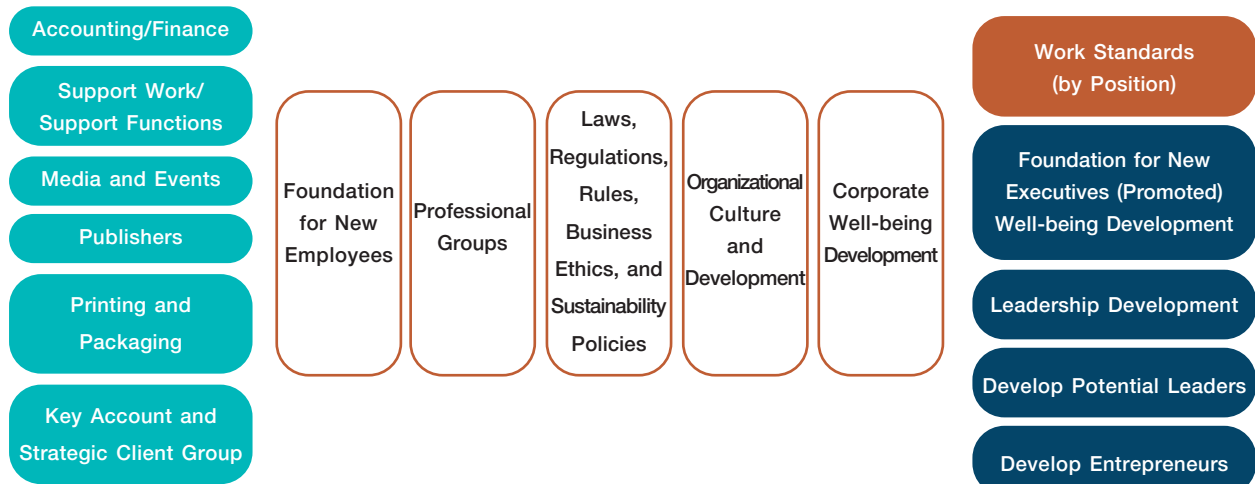 Accounting/Finance
Support Work/
Support Functions
Media and Events
Publishers
Printing and
Packaging
Key Account and
Strategic Client Group
Foundation
for New
Employees
Professional
Groups
Laws,
Regulations,
Rules,
Business
Ethics, and
Sustainability
Policies
Organizational
Culture
and
Development
Corporate
Well-being
Development
Work Standards
(by Position)
Foundation for New
Executives (Promoted)
Well-being Development
Leadership Development
Develop Potential Leaders
Develop Entrepreneurs